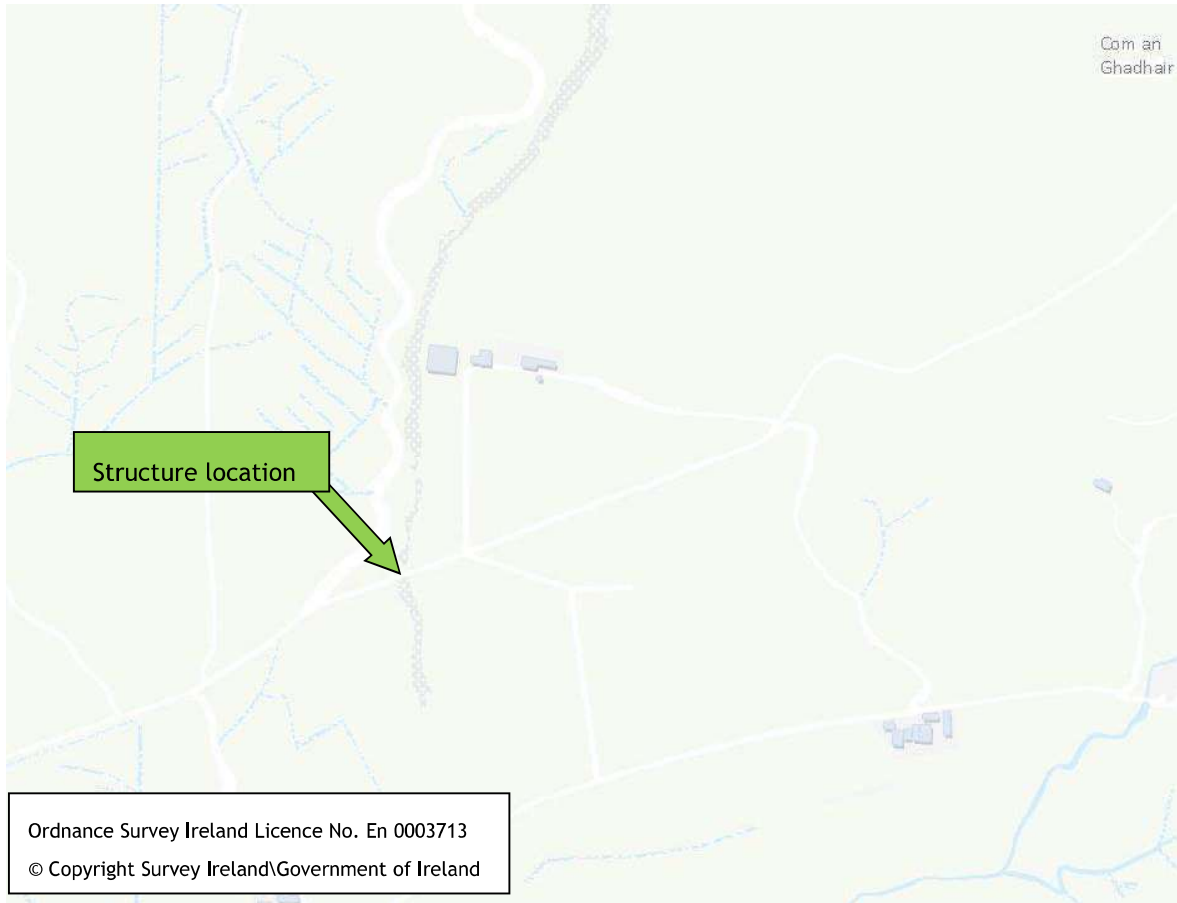 Com an
Ghadhair
Structure location
Ordnance Survey Ireland Licence No. En 0003713
© Copyright Survey Ireland\Government of Ireland